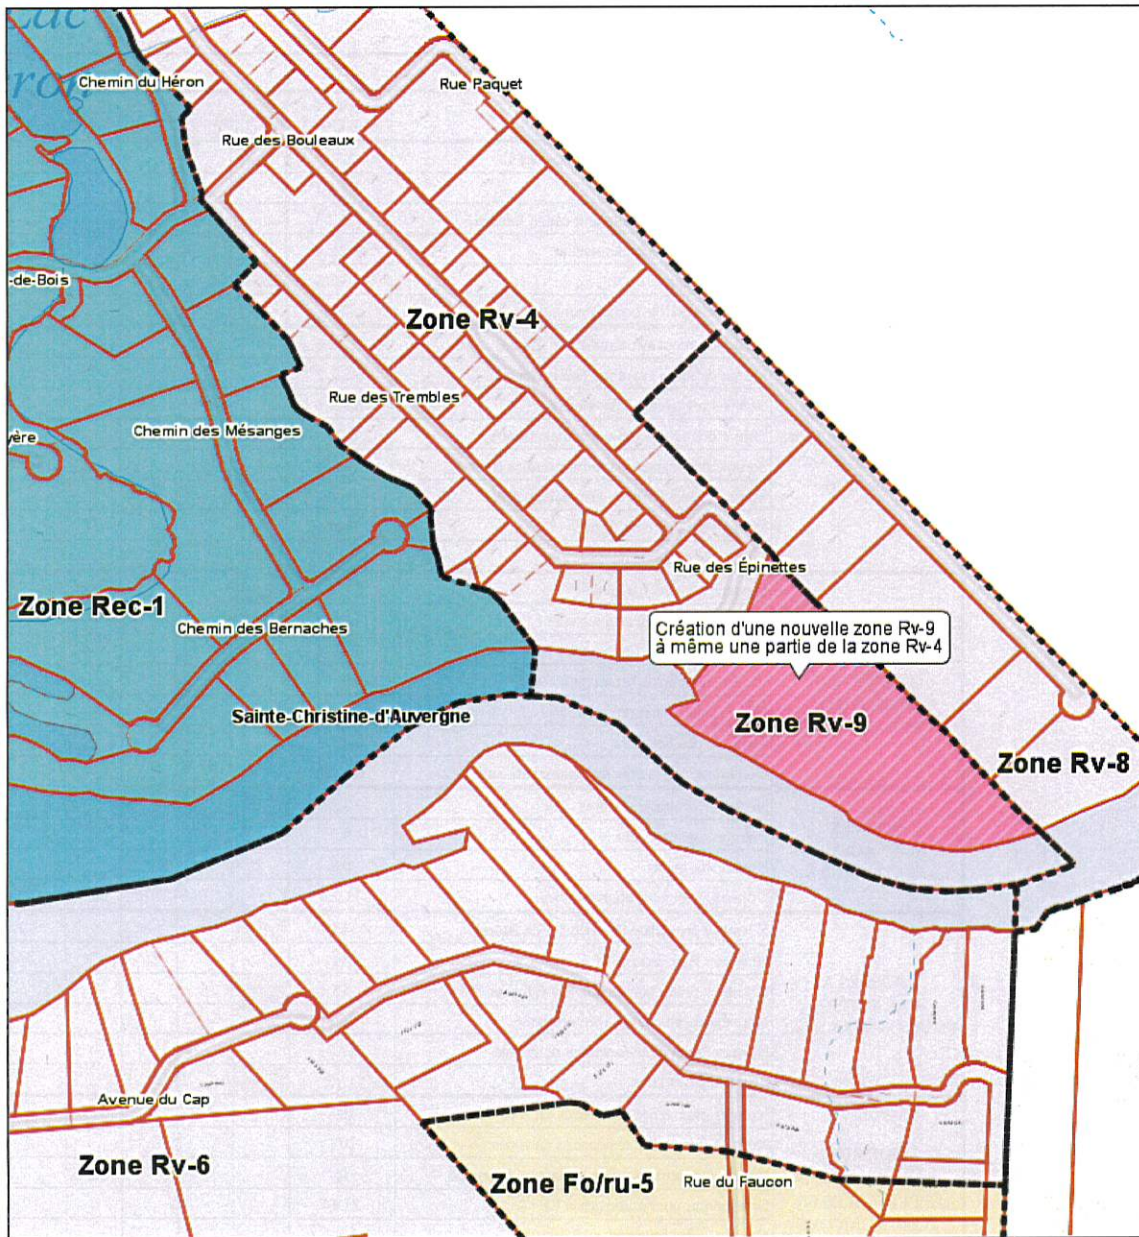 Lac
Chemin du Héron
Rue Paquet
Rue des Bouleaux
-de-Bois
Zone Rv-4
Rue des Trembles
Chemin des Mésanges
yère
Rue des Épinettes
Zone Rec-1
Chemin des Bernaches
Création d'une nouvelle zone Rv-9
à même une partie de la zone Rv-4
Sainte-Christine-d'Auvergne
Zone Rv-9
Zone Rv-8
Avenue du Cap
Zone Rv-6
Zone Fo/ru-5
Rue du Faucon